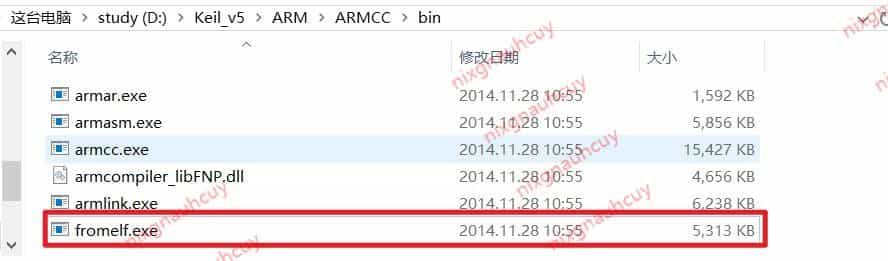 这台电脑 > study (D:) > Keil_v5 > ARM > ARMCC > bin
名称 修改日期 大小
armar.exe 2014.11.28 10:55 1,592 KB
armasm.exe 2014.11.28 10:55 5,856 KB
armcc.exe 2014.11.28 10:55 15,427 KB
armcompiler_libFNP.dll 2014.11.28 10:55 4,656 KB
armlink.exe 2014.11.28 10:55 6,238 KB
fromelf.exe 2014.11.28 10:55 5,313 KB
nixgnauhcuy
nixgnauhcuy
nixgnauhcuy
nixgnauhcuy